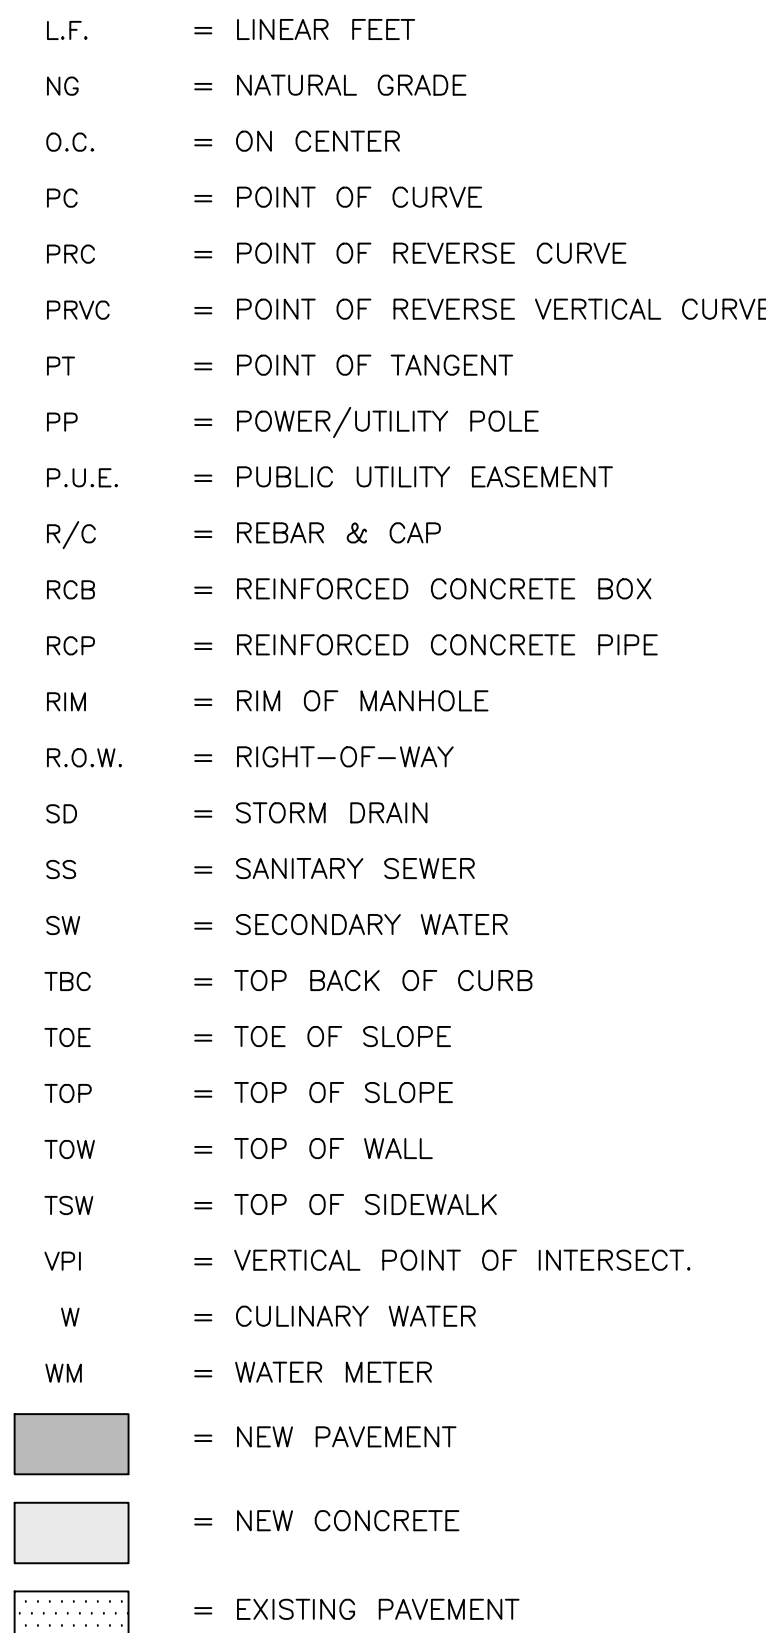 L.F. = LINEAR FEET
NG = NATURAL GRADE
O.C. = ON CENTER
PC = POINT OF CURVE
PRC = POINT OF REVERSE CURVE
PRVC = POINT OF REVERSE VERTICAL CURVE
PT = POINT OF TANGENT
PP = POWER/UTILITY POLE
P.U.E. = PUBLIC UTILITY EASEMENT
R/C = REBAR & CAP
RCB = REINFORCED CONCRETE BOX
RCP = REINFORCED CONCRETE PIPE
RIM = RIM OF MANHOLE
R.O.W. = RIGHT-OF-WAY
SD = STORM DRAIN
SS = SANITARY SEWER
SW = SECONDARY WATER
TBC = TOP BACK OF CURB
TOE = TOE OF SLOPE
TOP = TOP OF SLOPE
TOW = TOP OF WALL
TSW = TOP OF SIDEWALK
VPI = VERTICAL POINT OF INTERSECT.
W = CULINARY WATER
WM = WATER METER
= NEW PAVEMENT
= NEW CONCRETE
= EXISTING PAVEMENT